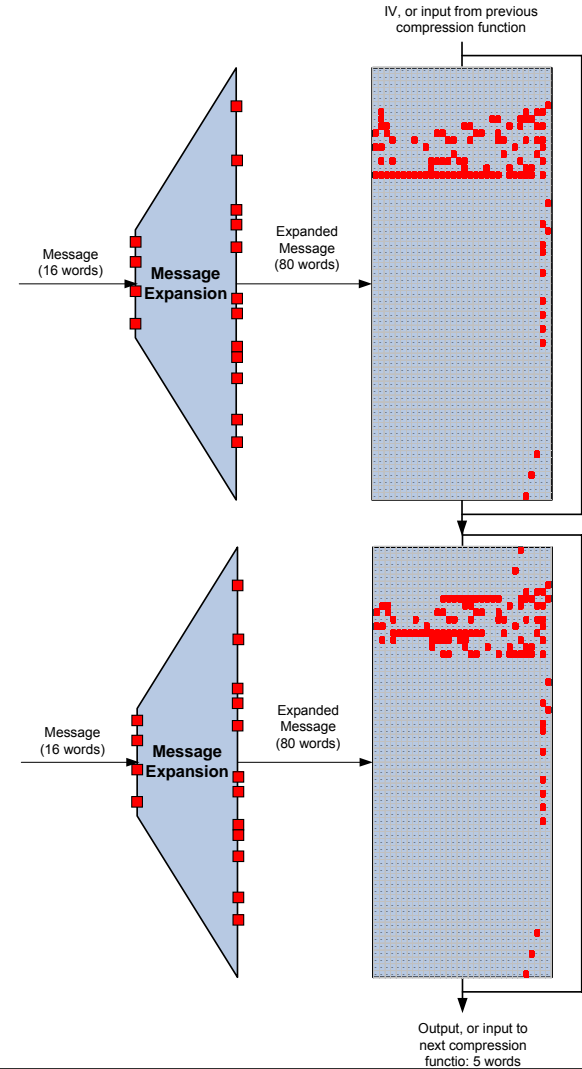 IV, or input from previous
compression function
Message
(16 words)
Message
Expansion
Expanded
Message
(80 words)
Message
(16 words)
Message
Expansion
Expanded
Message
(80 words)
Output, or input to
next compression
functio: 5 words